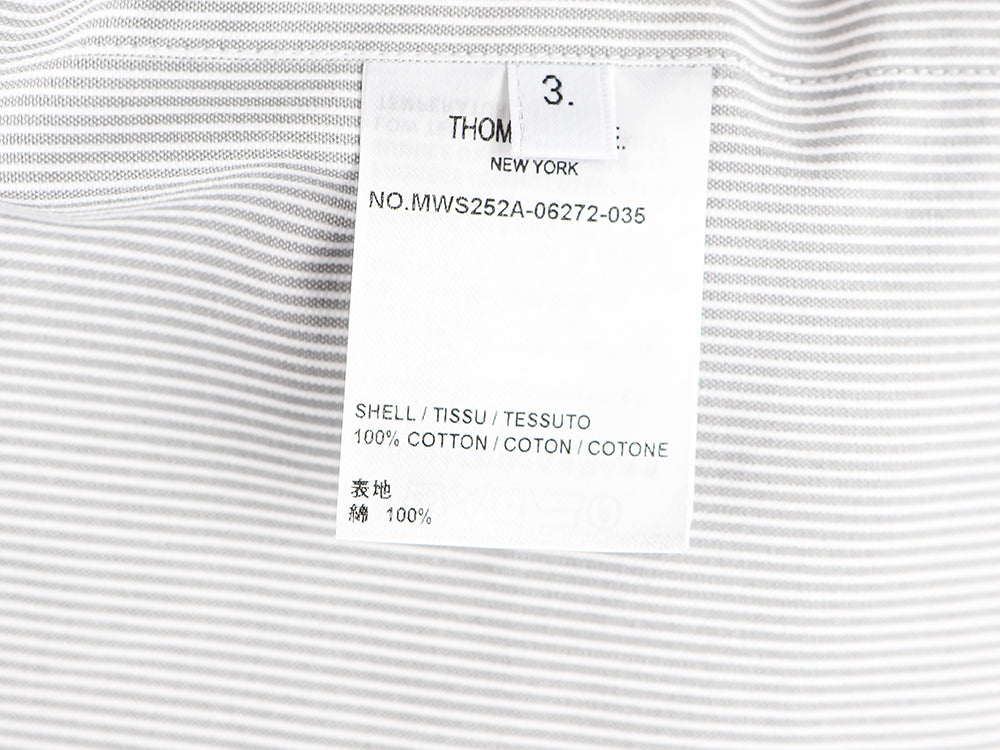 3.
THOM E.
NEW YORK
NO.MWS252A-06272-035
SHELL / TISSU / TESSUTO
100% COTTON / COTON / COTONE
表地
綿 100%